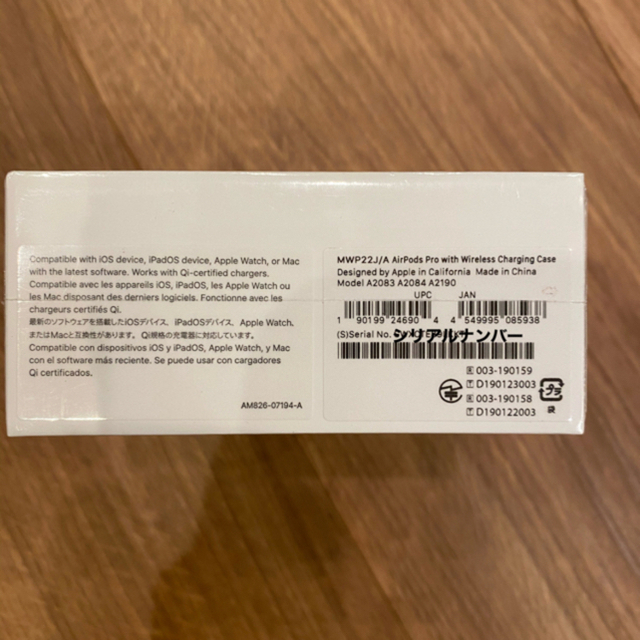 Compatible with iOS device, iPadOS device, Apple Watch, or Mac
with the latest software. Works with Qi-certified chargers.
Compatible avec les appareils iOS, iPadOS, les Apple Watch ou
les Mac disposant des derniers logiciels. Fonctionne avec les
chargeurs certifiés Qi.
最新のソフトウェアを搭載したiOSデバイス、iPadOSデバイス、Apple Watch、
またはMacと互換性があります。Qi規格の充電器に対応しています。
Compatible con dispositivos iOS y iPadOS, Apple Watch, y Mac
con el software más reciente. Se puede usar con cargadores
Qi certificados.
AM826-07194-A
MWP22J/A AirPods Pro with Wireless Charging Case
Designed by Apple in California Made in China
Model A2083 A2084 A2190
UPC JAN
1 90199 24690 4 4 549995 085938
(S)Serial No. シリアルナンバー
R 003-190159
T D190123003
R 003-190158
T D190122003
プラ
袋